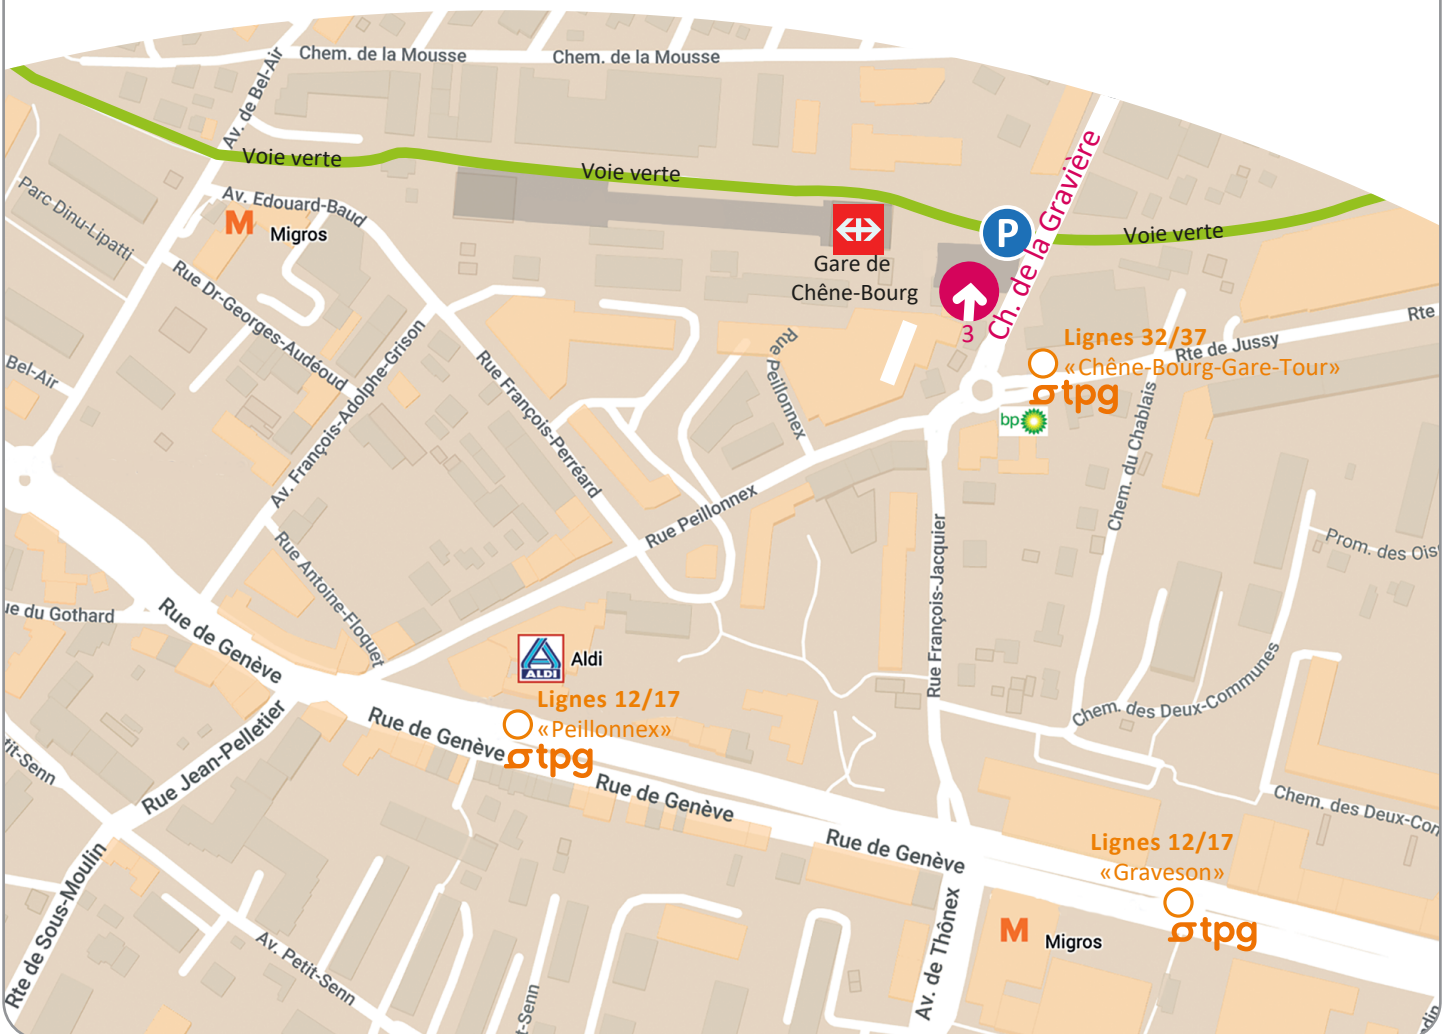 Chem. de la Mousse
Chem. de la Mousse
Av. de Bel-Air
Voie verte
Voie verte
Voie verte
Ch. de la Gravière
P
Parc Dinu-Lipatti
Av. Edouard-Baud
M
Migros
Gare de
Chêne-Bourg
3
Rue Dr-Georges-Audéoud
Av. François-Adolphe-Grison
Rue François-Perréard
Rue Peillonnex
Lignes 32/37
«Chêne-Bourg-Gare-Tour»
tpg
Rte de Jussy
Rte
bp
Bel-Air
Chem. du Chablais
Rue Peillonnex
Rue François-Jacquier
Prom. des Ois
Rue Antoine-Floquet
ue du Gothard
Rue de Genève
ALDI
Aldi
Lignes 12/17
«Peillonnex»
tpg
Chem. des Deux-Communes
Rue Jean-Pelletier
Rue de Genève
Rue de Genève
Rue de Genève
tit-Senn
Chem. des Deux-Con
Lignes 12/17
«Graveson»
tpg
M
Migros
Av. de Thônex
Rte de Sous-Moulin
Av. Petit-Senn
t-Senn